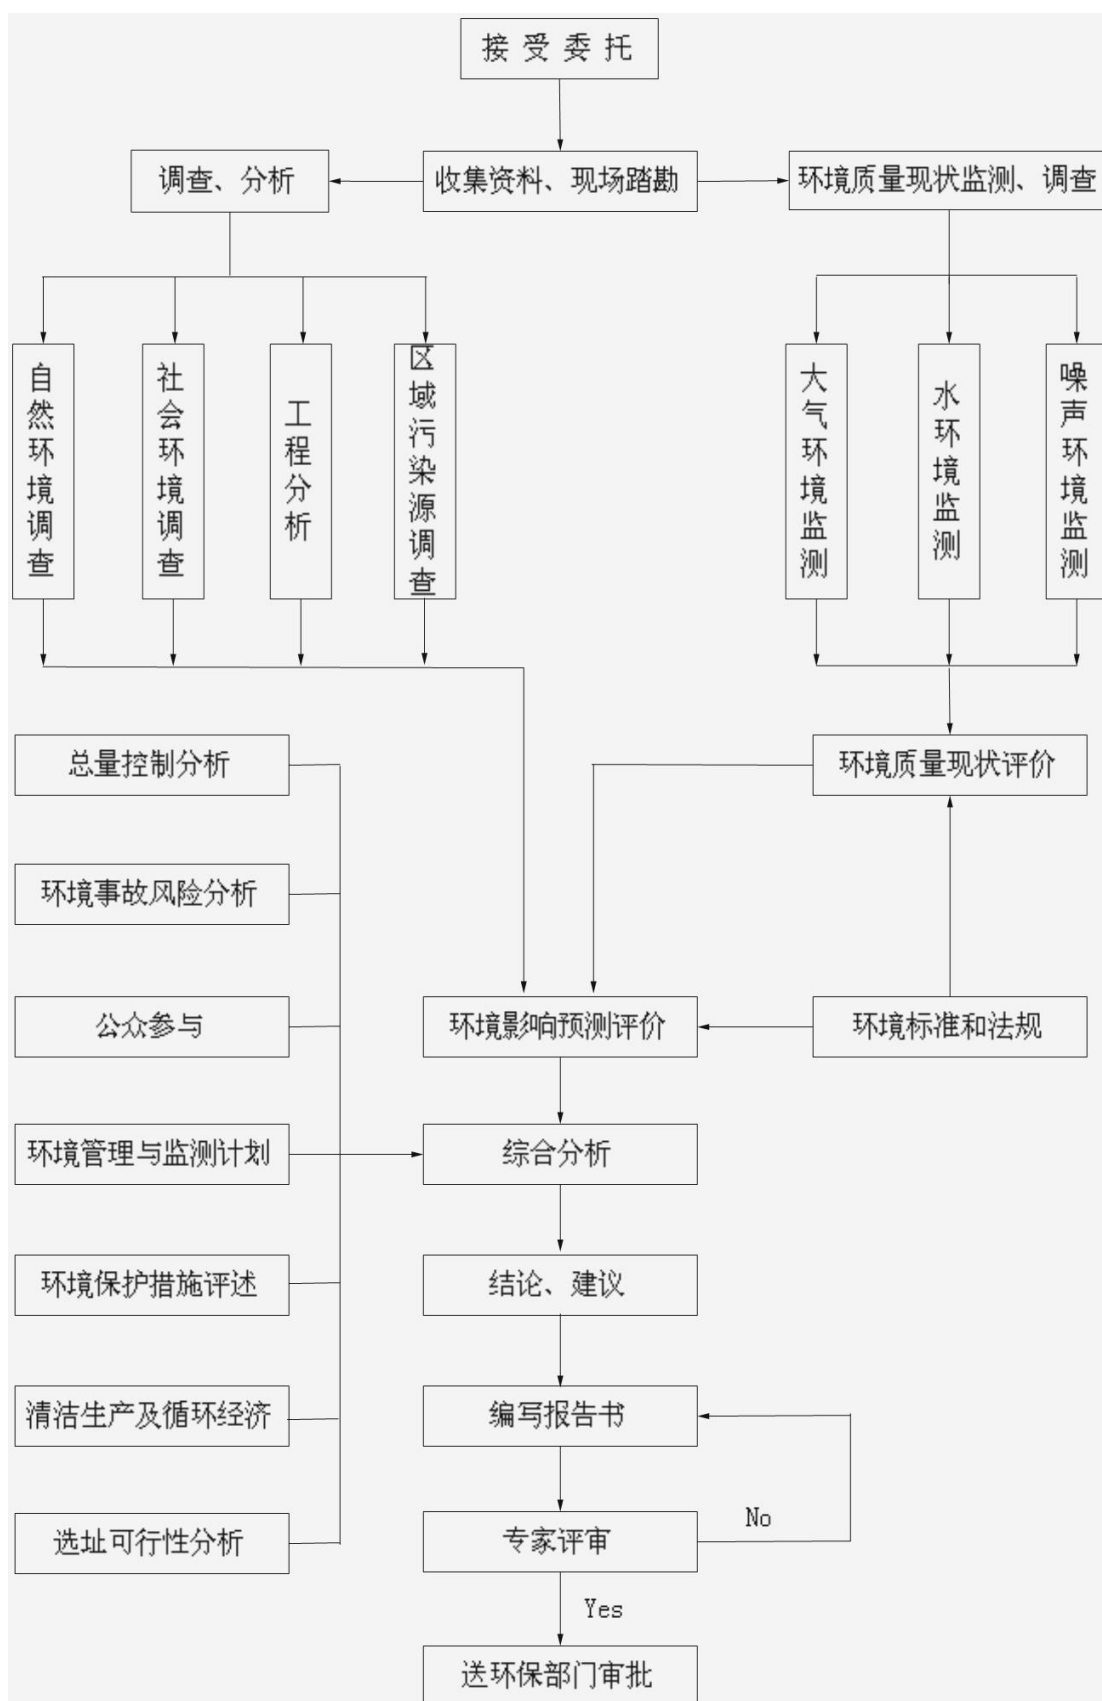 接受委托
调查、分析
收集资料、现场踏勘
环境质量现状监测、调查
自然环境调查
社会环境调查
工程分析
区域污染源调查
大气环境监测
水环境监测
噪声环境监测
总量控制分析
环境质量现状评价
环境事故风险分析
公众参与
环境影响预测评价
环境标准和法规
环境管理与监测计划
综合分析
环境保护措施评述
结论、建议
清洁生产及循环经济
编写报告书
No
选址可行性分析
专家评审
Yes
送环保部门审批